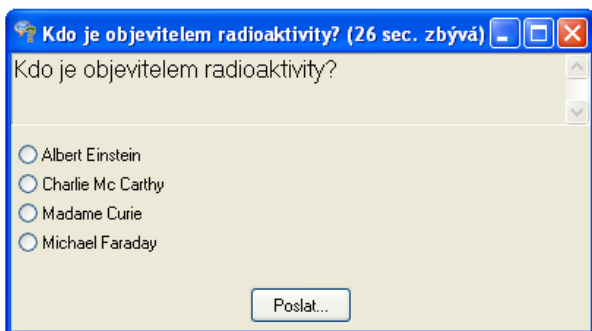 Kdo je objevitelem radioaktivity? (26 sec. zbývá)
Kdo je objevitelem radioaktivity?
Albert Einstein
Charlie Mc Carthy
Madame Curie
Michael Faraday
Poslat...